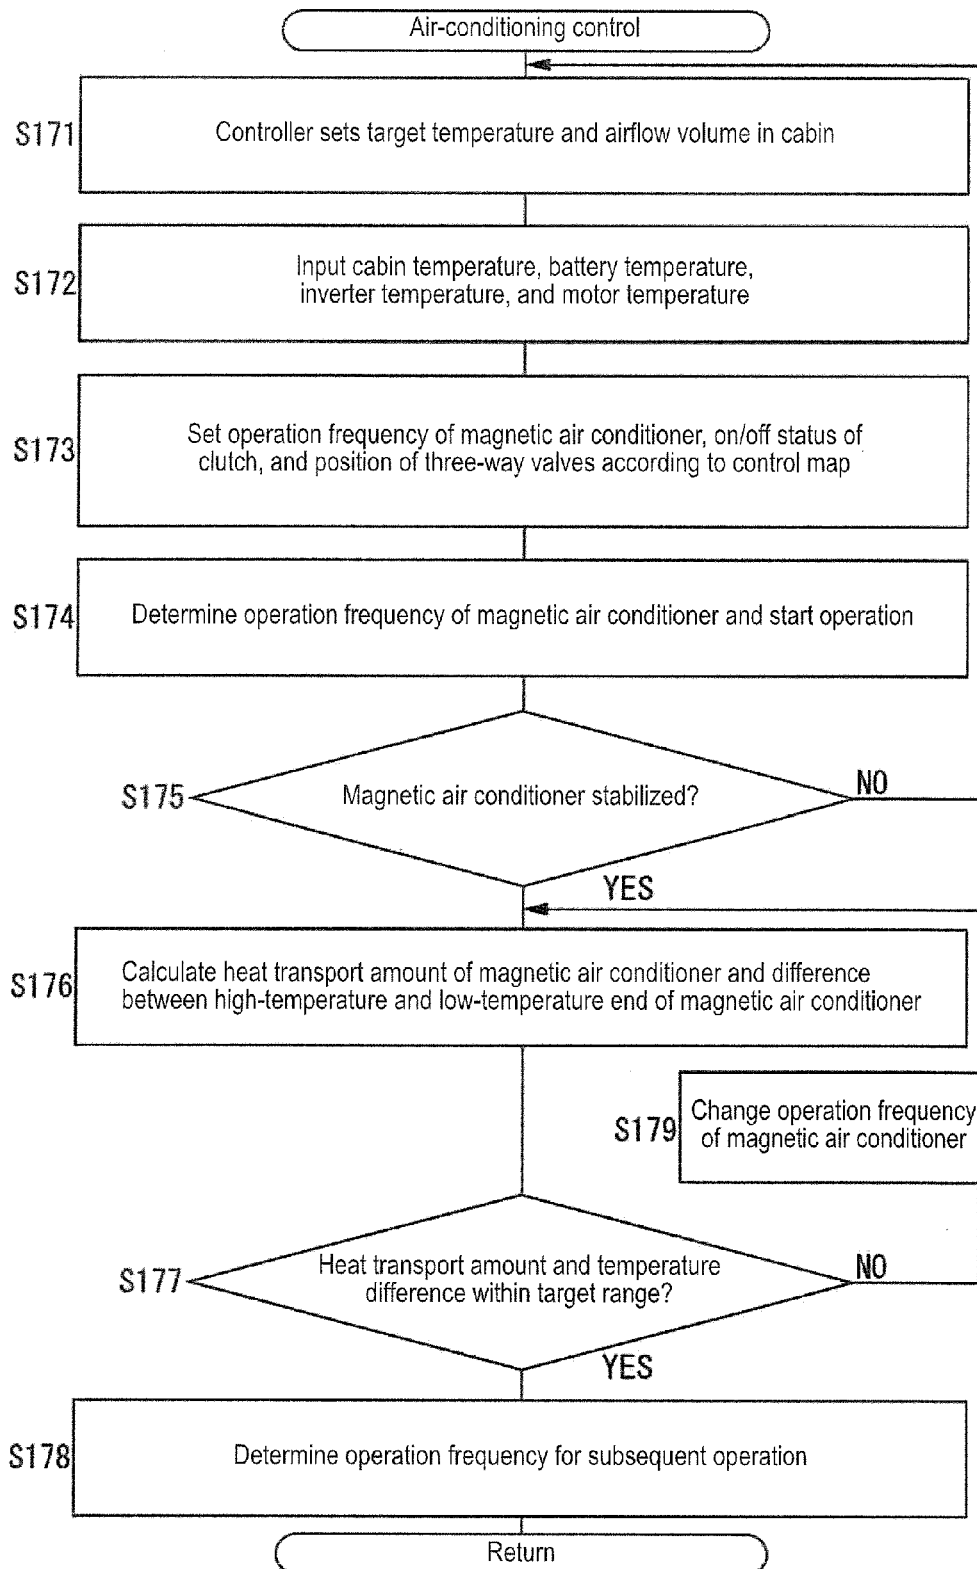 Air-conditioning control
S171
Controller sets target temperature and airflow volume in cabin
S172
Input cabin temperature, battery temperature,
inverter temperature, and motor temperature
S173
Set operation frequency of magnetic air conditioner, on/off status of
clutch, and position of three-way valves according to control map
S174
Determine operation frequency of magnetic air conditioner and start operation
S175
Magnetic air conditioner stabilized?
NO
YES
S176
Calculate heat transport amount of magnetic air conditioner and difference
between high-temperature and low-temperature end of magnetic air conditioner
S179
Change operation frequency
of magnetic air conditioner
S177
Heat transport amount and temperature
difference within target range?
NO
YES
S178
Determine operation frequency for subsequent operation
Return